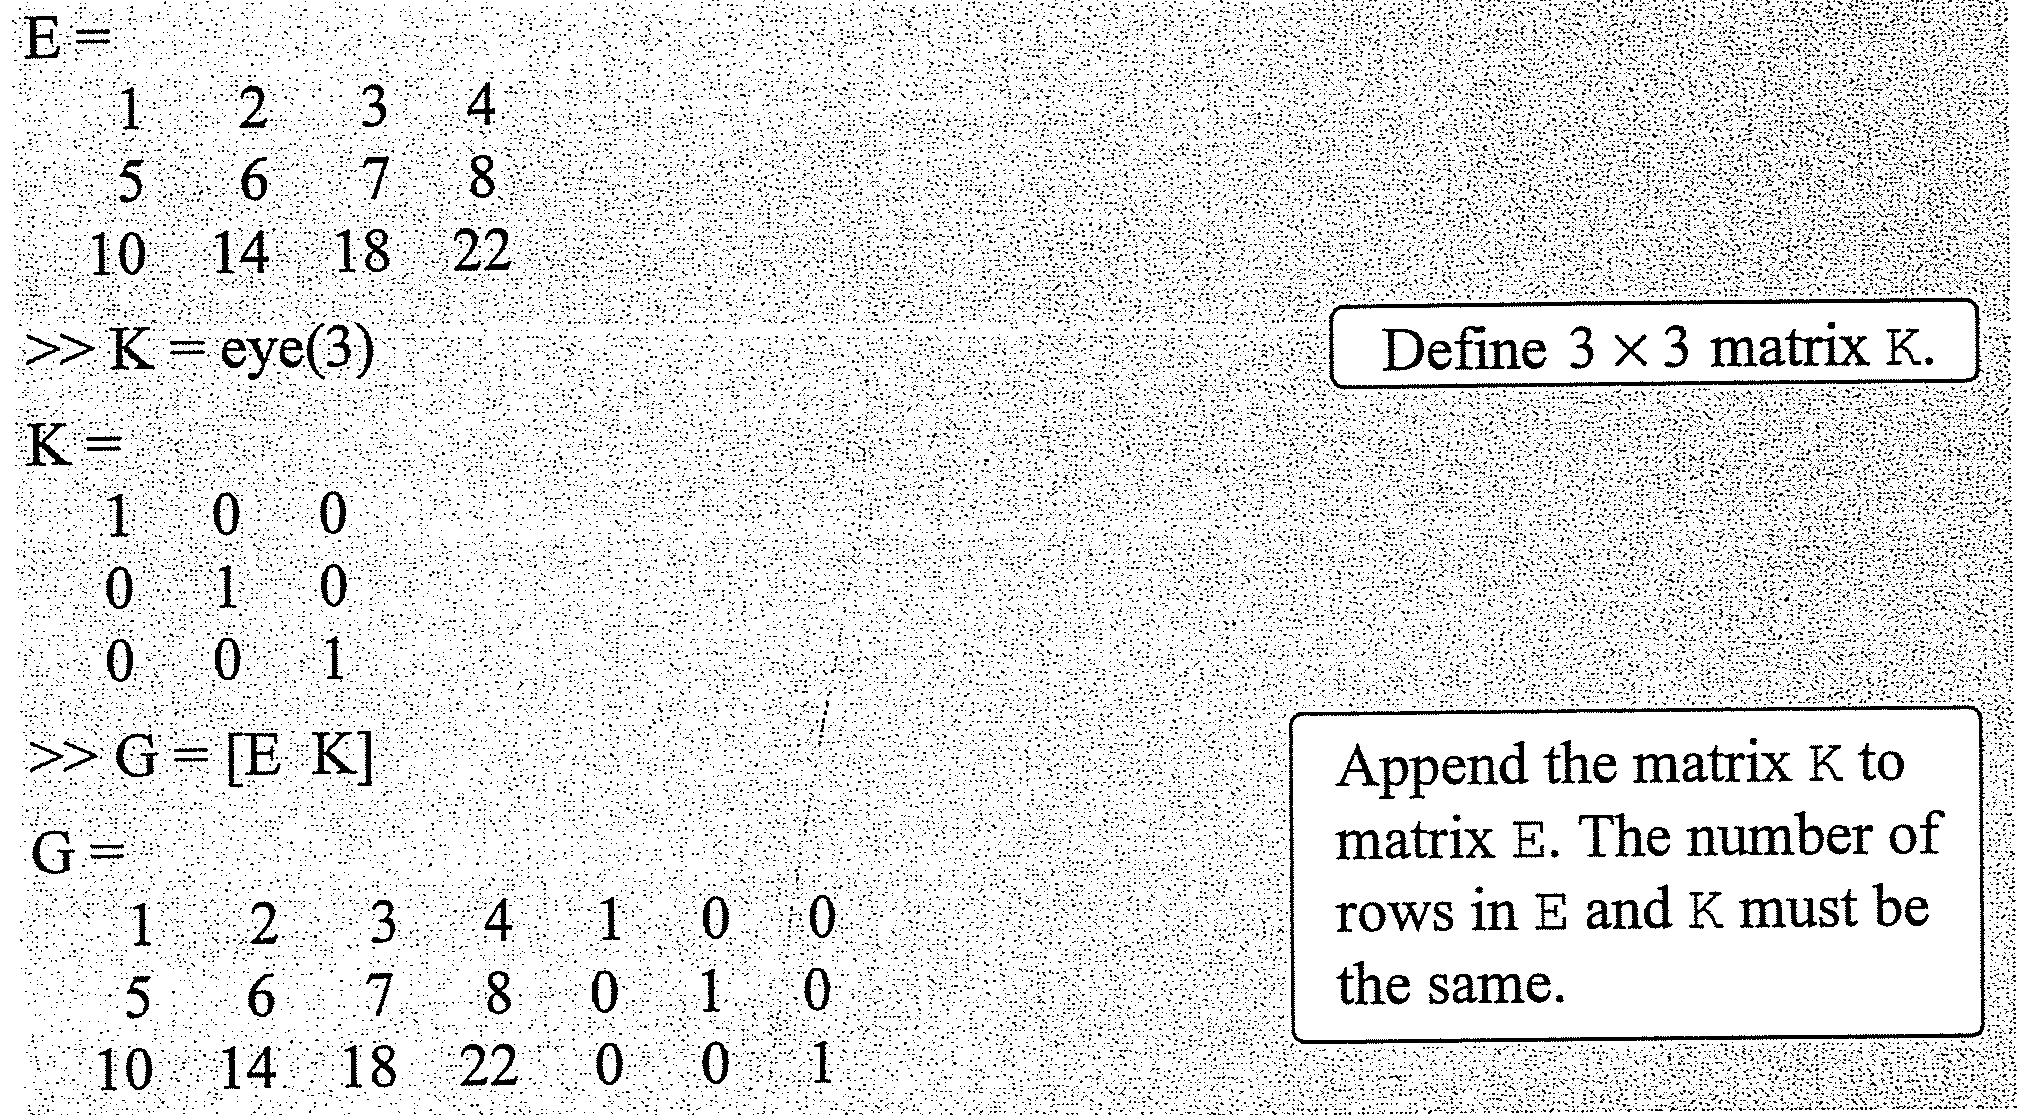 E =
1 2 3 4
5 6 7 8
10 14 18 22
>> K = eye(3)
Define 3 × 3 matrix K.
K =
1 0 0
0 1 0
0 0 1
>> G = [E K]
G =
1 2 3 4 1 0 0
5 6 7 8 0 1 0
10 14 18 22 0 0 1
Append the matrix K to
matrix E. The number of
rows in E and K must be
the same.